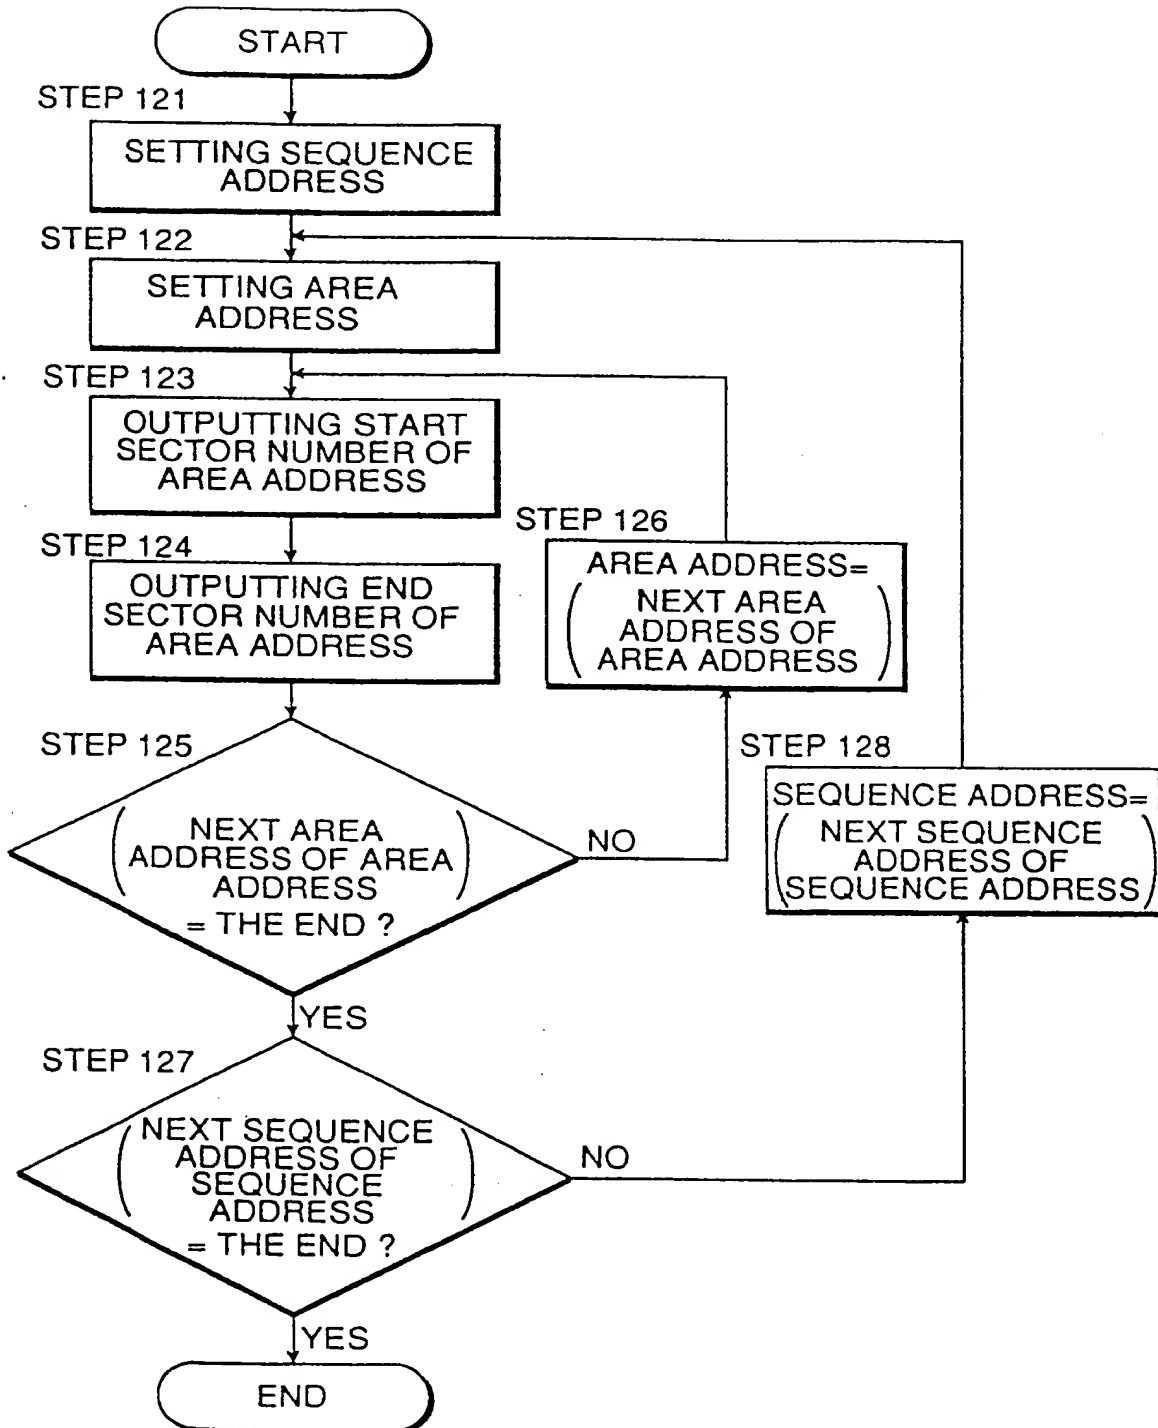 START
STEP 121
SETTING SEQUENCE
ADDRESS
STEP 122
SETTING AREA
ADDRESS
STEP 123
OUTPUTTING START
SECTOR NUMBER OF
AREA ADDRESS
STEP 124
OUTPUTTING END
SECTOR NUMBER OF
AREA ADDRESS
STEP 125
( NEXT AREA
ADDRESS OF AREA
ADDRESS )
= THE END ?
NO
YES
STEP 126
AREA ADDRESS=
( NEXT AREA
ADDRESS OF
AREA ADDRESS )
STEP 127
( NEXT SEQUENCE
ADDRESS OF
SEQUENCE
ADDRESS )
= THE END ?
NO
YES
STEP 128
SEQUENCE ADDRESS=
( NEXT SEQUENCE
ADDRESS OF
SEQUENCE ADDRESS )
END